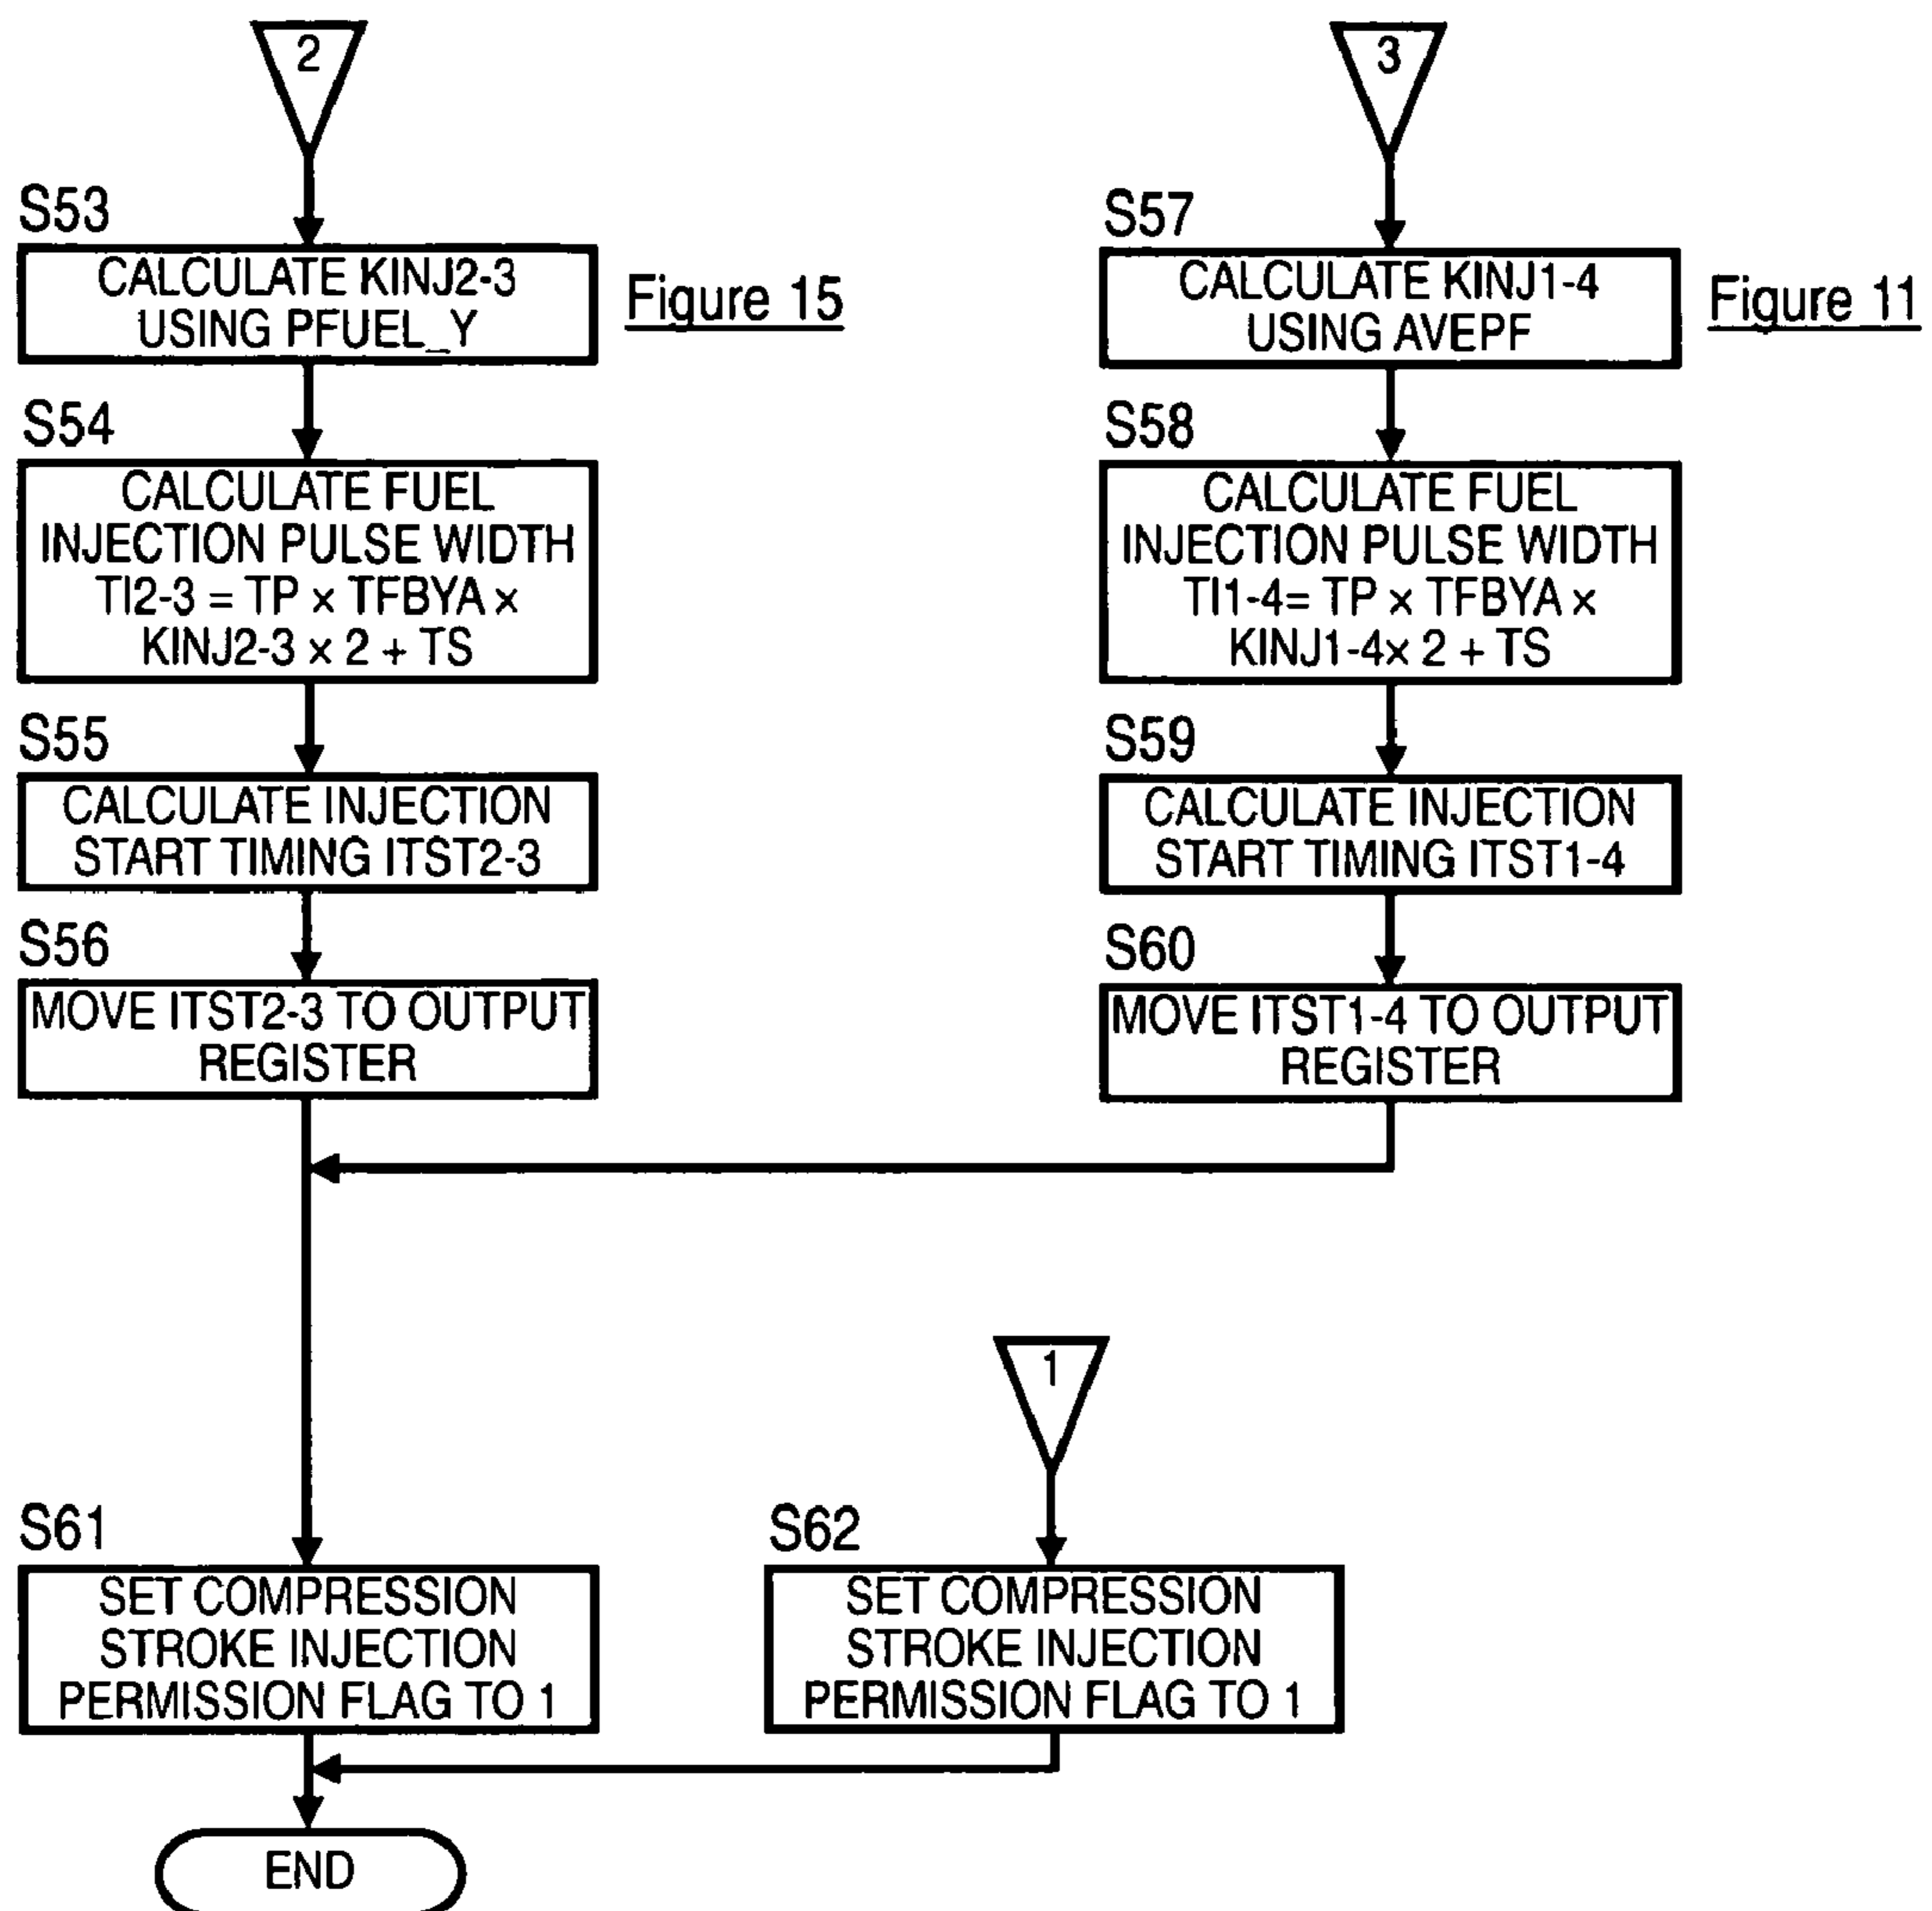 2
S53
CALCULATE KINJ2-3
USING PFUEL_Y
Figure 15
S54
CALCULATE FUEL
INJECTION PULSE WIDTH
TI2-3 = TP × TFBYA ×
KINJ2-3 × 2 + TS
S55
CALCULATE INJECTION
START TIMING ITST2-3
S56
MOVE ITST2-3 TO OUTPUT
REGISTER
3
S57
CALCULATE KINJ1-4
USING AVEPF
Figure 11
S58
CALCULATE FUEL
INJECTION PULSE WIDTH
TI1-4= TP × TFBYA ×
KINJ1-4× 2 + TS
S59
CALCULATE INJECTION
START TIMING ITST1-4
S60
MOVE ITST1-4 TO OUTPUT
REGISTER
S61
SET COMPRESSION
STROKE INJECTION
PERMISSION FLAG TO 1
1
S62
SET COMPRESSION
STROKE INJECTION
PERMISSION FLAG TO 1
END